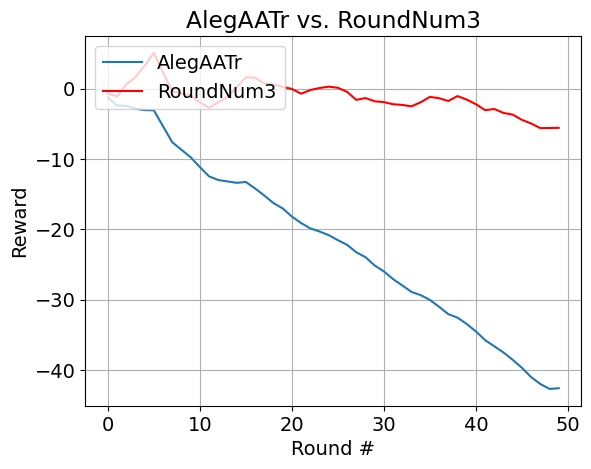 AlegAATr vs. RoundNum3
AlegAATr
RoundNum3
0
−10
−20
−30
−40
Reward
0 10 20 30 40 50
Round #